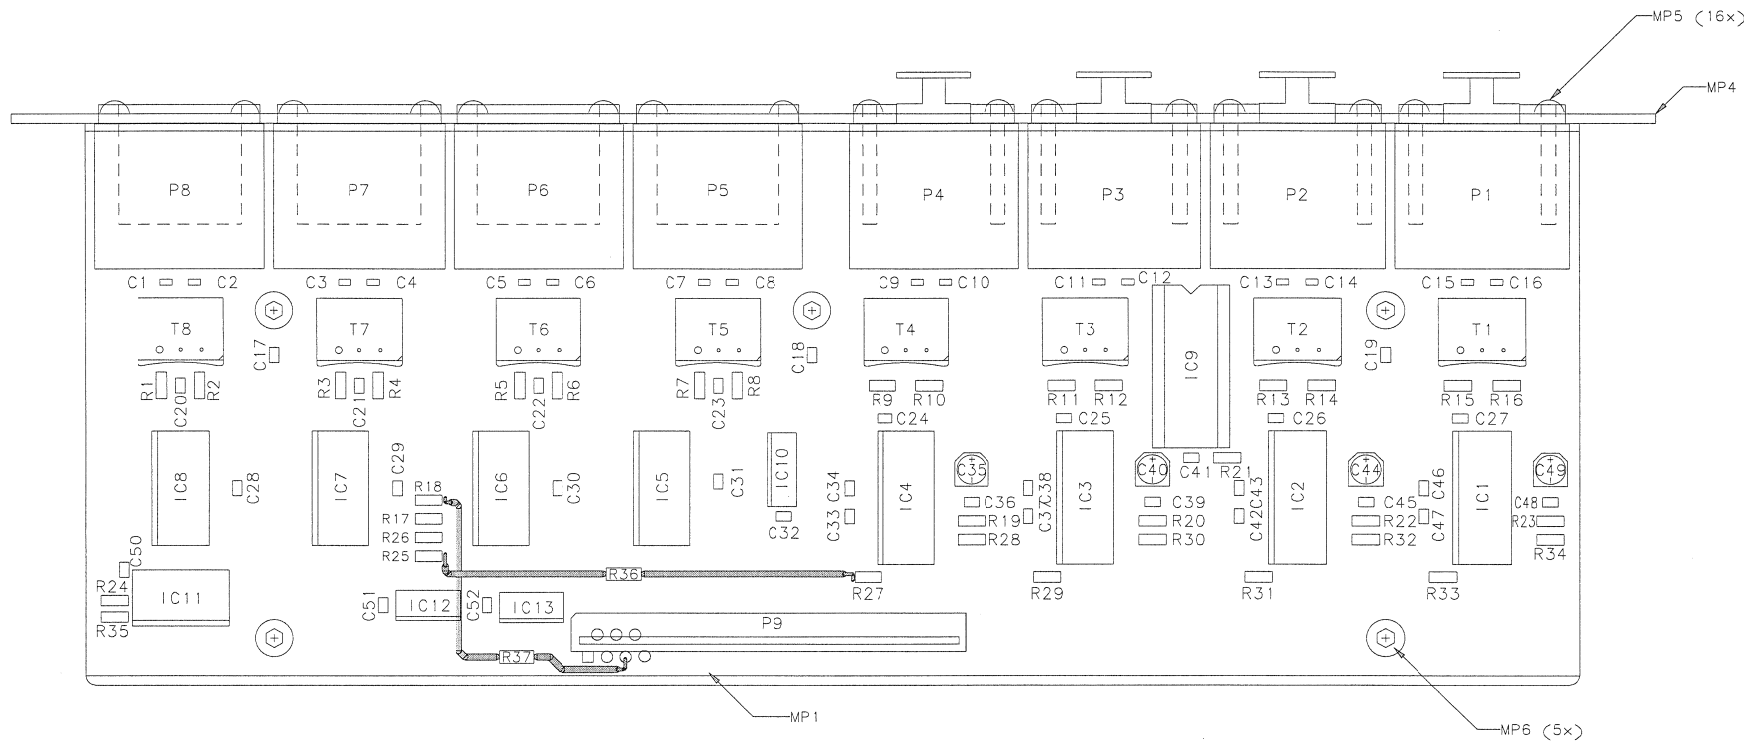 MP5 (16x)
MP4
P8 P7 P6 P5 P4 P3 P2 P1
C1 C2 C3 C4 C5 C6 C7 C8 C9 C10 C11 C12 C13 C14 C15 C16
T8 T7 T6 T5 T4 T3 T2 T1
C17 C18 IC9 C19
R1 C20 R2 R3 C21 R4 R5 C22 R6 R7 C23 R8 R9 R10 R11 R12 R13 R14 R15 R16
C24 C25 C26 C27
IC8 C28 IC7 C29 IC6 C30 IC5 C31 IC10 C34 IC4 C35 C38 IC3 C40 C41 R21 C43 IC2 C44 C46 IC1 C49
R18 C36 C39 C45 C48
R17 C32 C33 R19 C37 R20 C42 R22 C47 R23
R26 R28 R30 R32 R34
R25
C50 R36 R27 R29 R31 R33
R24 IC11 C51 IC12 C52 IC13
R35 P9
R37
MP1
MP6 (5x)